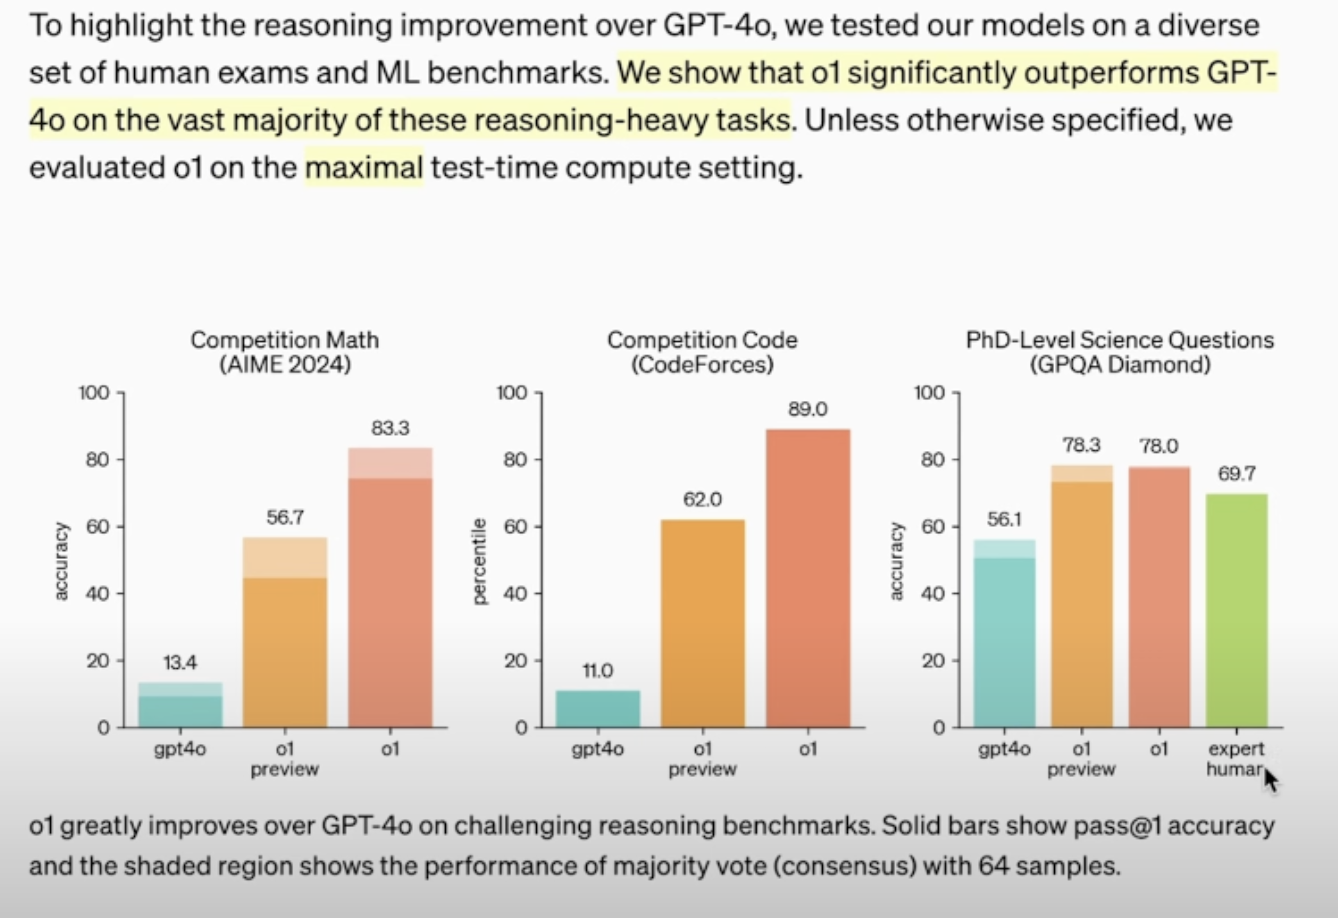 To highlight the reasoning improvement over GPT-4o, we tested our models on a diverse
set of human exams and ML benchmarks. We show that o1 significantly outperforms GPT-
4o on the vast majority of these reasoning-heavy tasks. Unless otherwise specified, we
evaluated o1 on the maximal test-time compute setting.
Competition Math
(AIME 2024)
accuracy
100
80
60
40
20
0
13.4
56.7
83.3
gpt4o
o1
preview
o1
Competition Code
(CodeForces)
percentile
100
80
60
40
20
0
11.0
62.0
89.0
gpt4o
o1
preview
o1
PhD-Level Science Questions
(GPQA Diamond)
accuracy
100
80
60
40
20
0
56.1
78.3
78.0
69.7
gpt4o
o1
preview
o1
expert
human
o1 greatly improves over GPT-4o on challenging reasoning benchmarks. Solid bars show pass@1 accuracy
and the shaded region shows the performance of majority vote (consensus) with 64 samples.